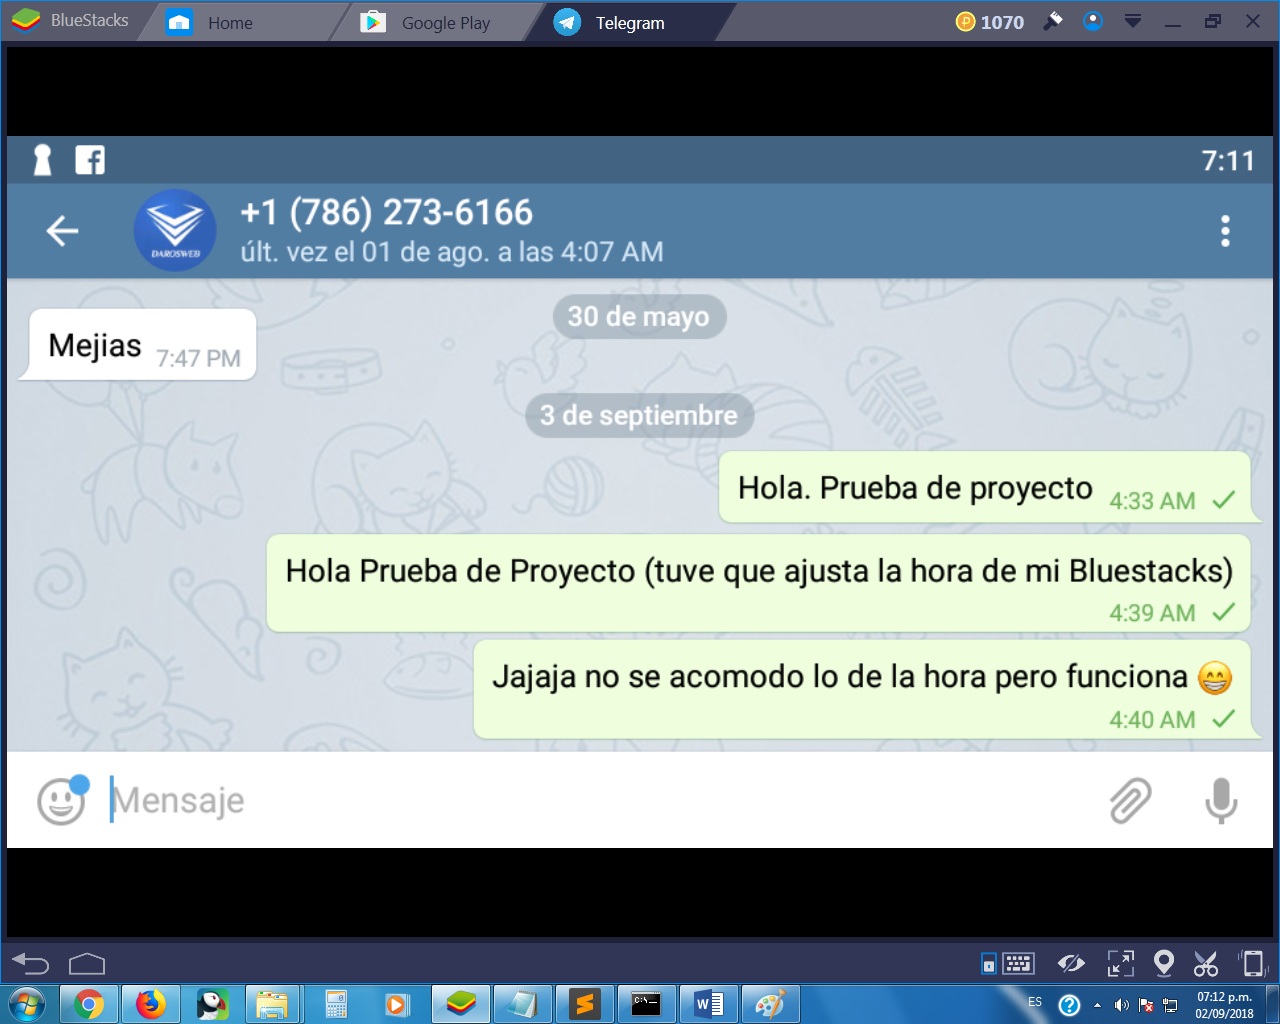 BlueStacks
Home
Google Play
Telegram
1070
7:11
DAROSWEB
+1 (786) 273-6166
últ. vez el 01 de ago. a las 4:07 AM
30 de mayo
Mejias 7:47 PM
3 de septiembre
Hola. Prueba de proyecto 4:33 AM
Hola Prueba de Proyecto (tuve que ajusta la hora de mi Bluestacks)
4:39 AM
Jajaja no se acomodo lo de la hora pero funciona 😁
4:40 AM
Mensaje
ES
07:12 p.m.
02/09/2018